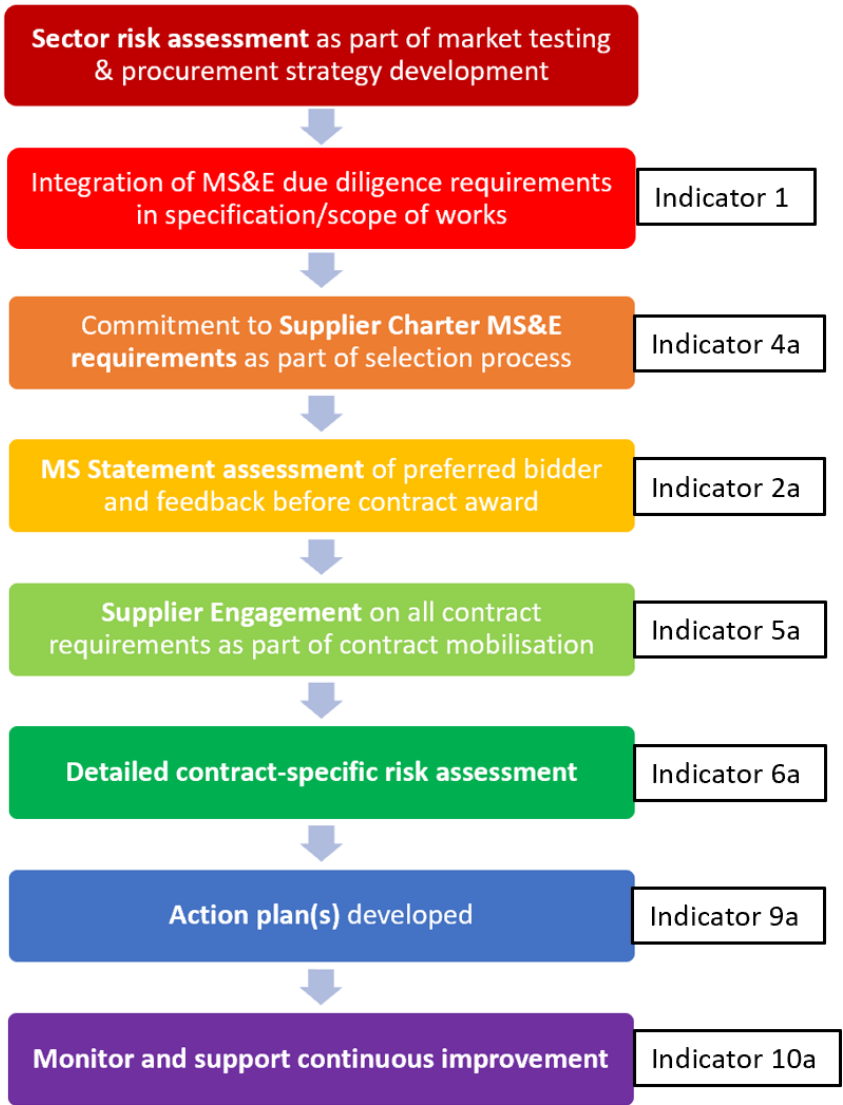 Sector risk assessment as part of market testing
& procurement strategy development
Integration of MS&E due diligence requirements
in specification/scope of works
Indicator 1
Commitment to Supplier Charter MS&E
requirements as part of selection process
Indicator 4a
MS Statement assessment of preferred bidder
and feedback before contract award
Indicator 2a
Supplier Engagement on all contract
requirements as part of contract mobilisation
Indicator 5a
Detailed contract-specific risk assessment
Indicator 6a
Action plan(s) developed
Indicator 9a
Monitor and support continuous improvement
Indicator 10a